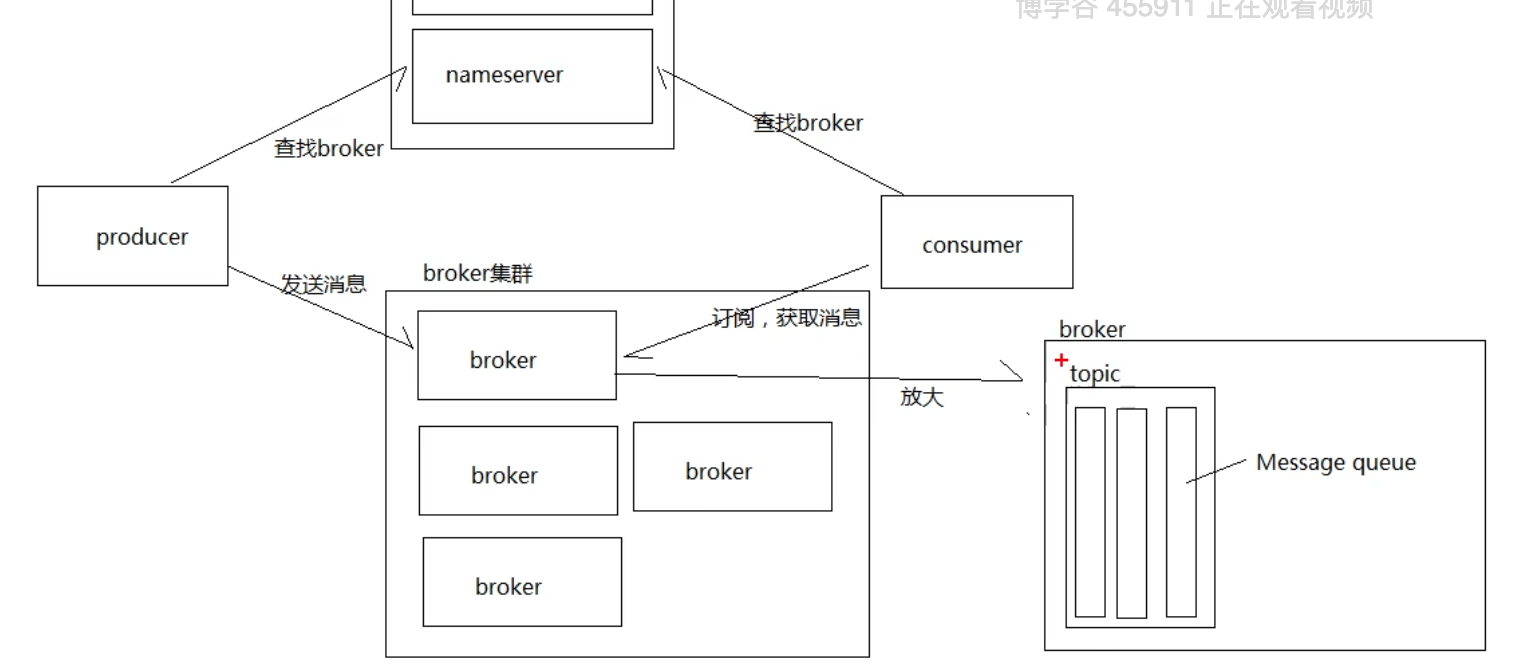 博学谷 455911 正在观看视频
nameserver
查找broker
查找broker
producer
consumer
发送消息
broker集群
订阅，获取消息
broker
broker
topic
放大
Message queue
broker
broker
broker